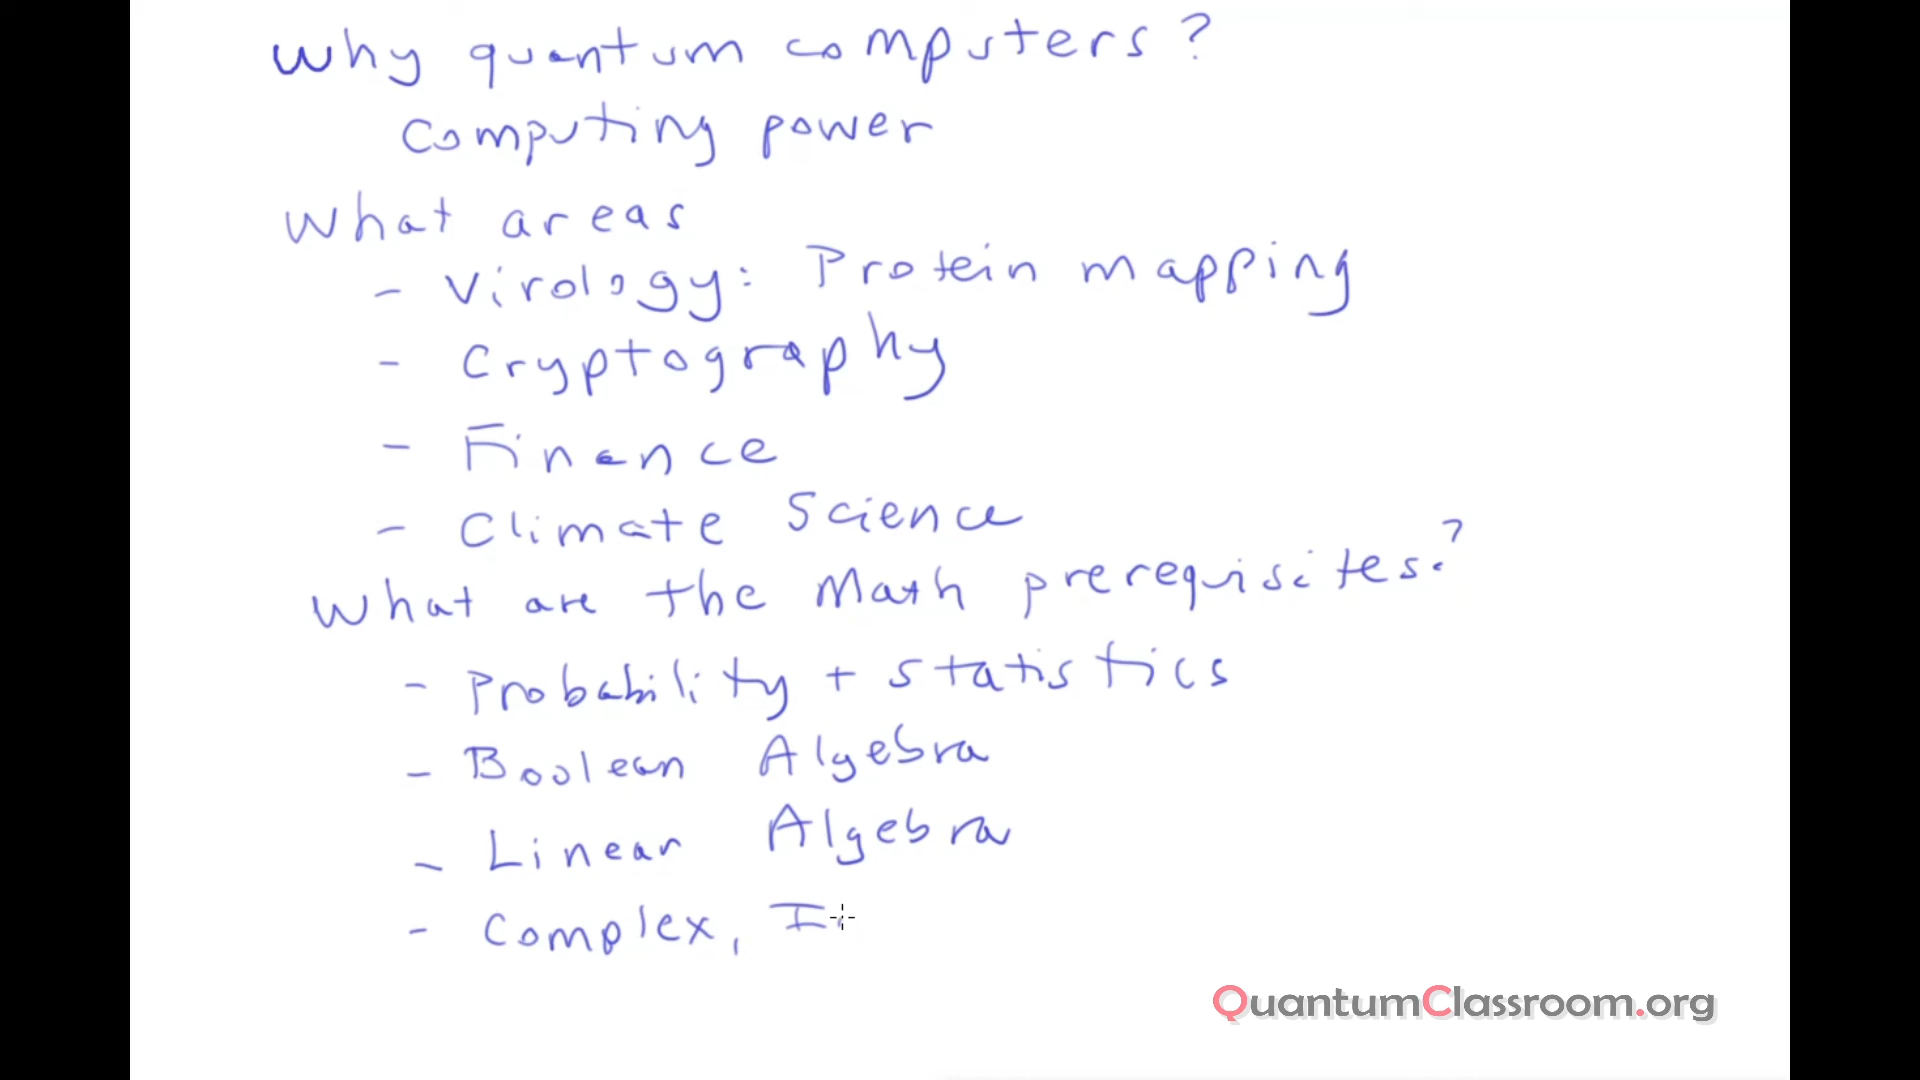 Why quantum computers?
Computing power
What areas
- Virology: Protein mapping
- Cryptography
- Finance
- Climate Science
What are the Math prerequisites?
- Probability + statistics
- Boolean Algebra
- Linear Algebra
- Complex, I
QuantumClassroom.org